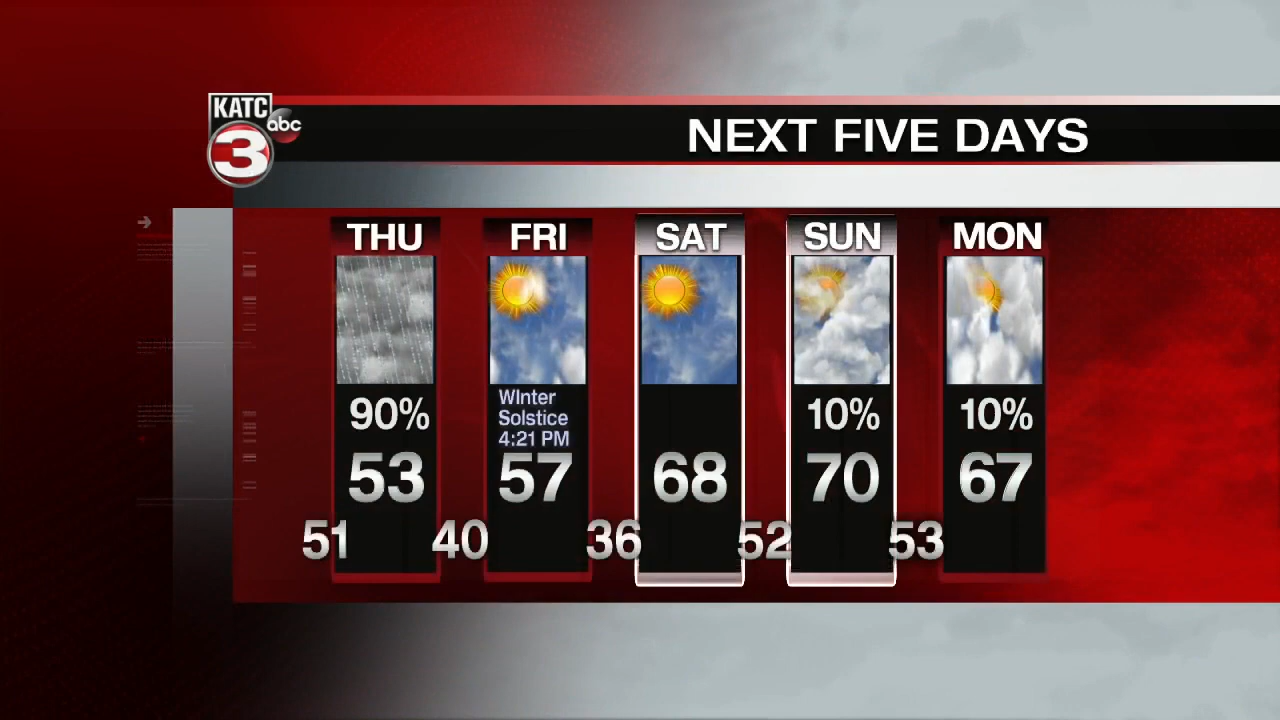 KATC
abc
3
NEXT FIVE DAYS
THU FRI SAT SUN MON
90% WInter 10% 10%
Solstice
4:21 PM
53 57 68 70 67
51 40 36 52 53